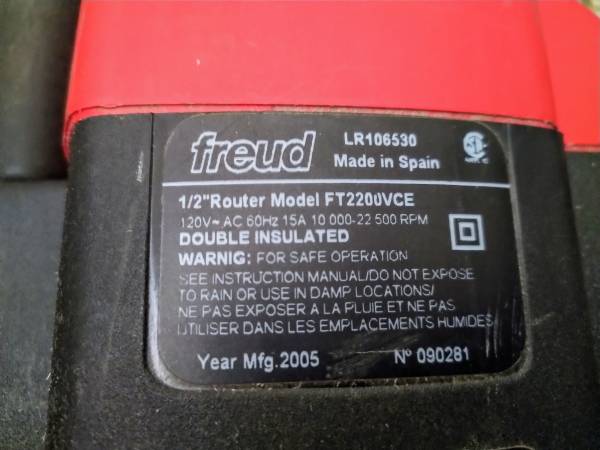 freud LR106530
Made in Spain
1/2"Router Model FT2200VCE
120V~ AC 60Hz 15A 10 000-22 500 RPM
DOUBLE INSULATED
WARNIG: FOR SAFE OPERATION
SEE INSTRUCTION MANUAL/DO NOT EXPOSE
TO RAIN OR USE IN DAMP LOCATIONS/
NE PAS EXPOSER A LA PLUIE ET NE PAS
UTILISER DANS LES EMPLACEMENTS HUMIDES
Year Mfg.2005 Nº 090281